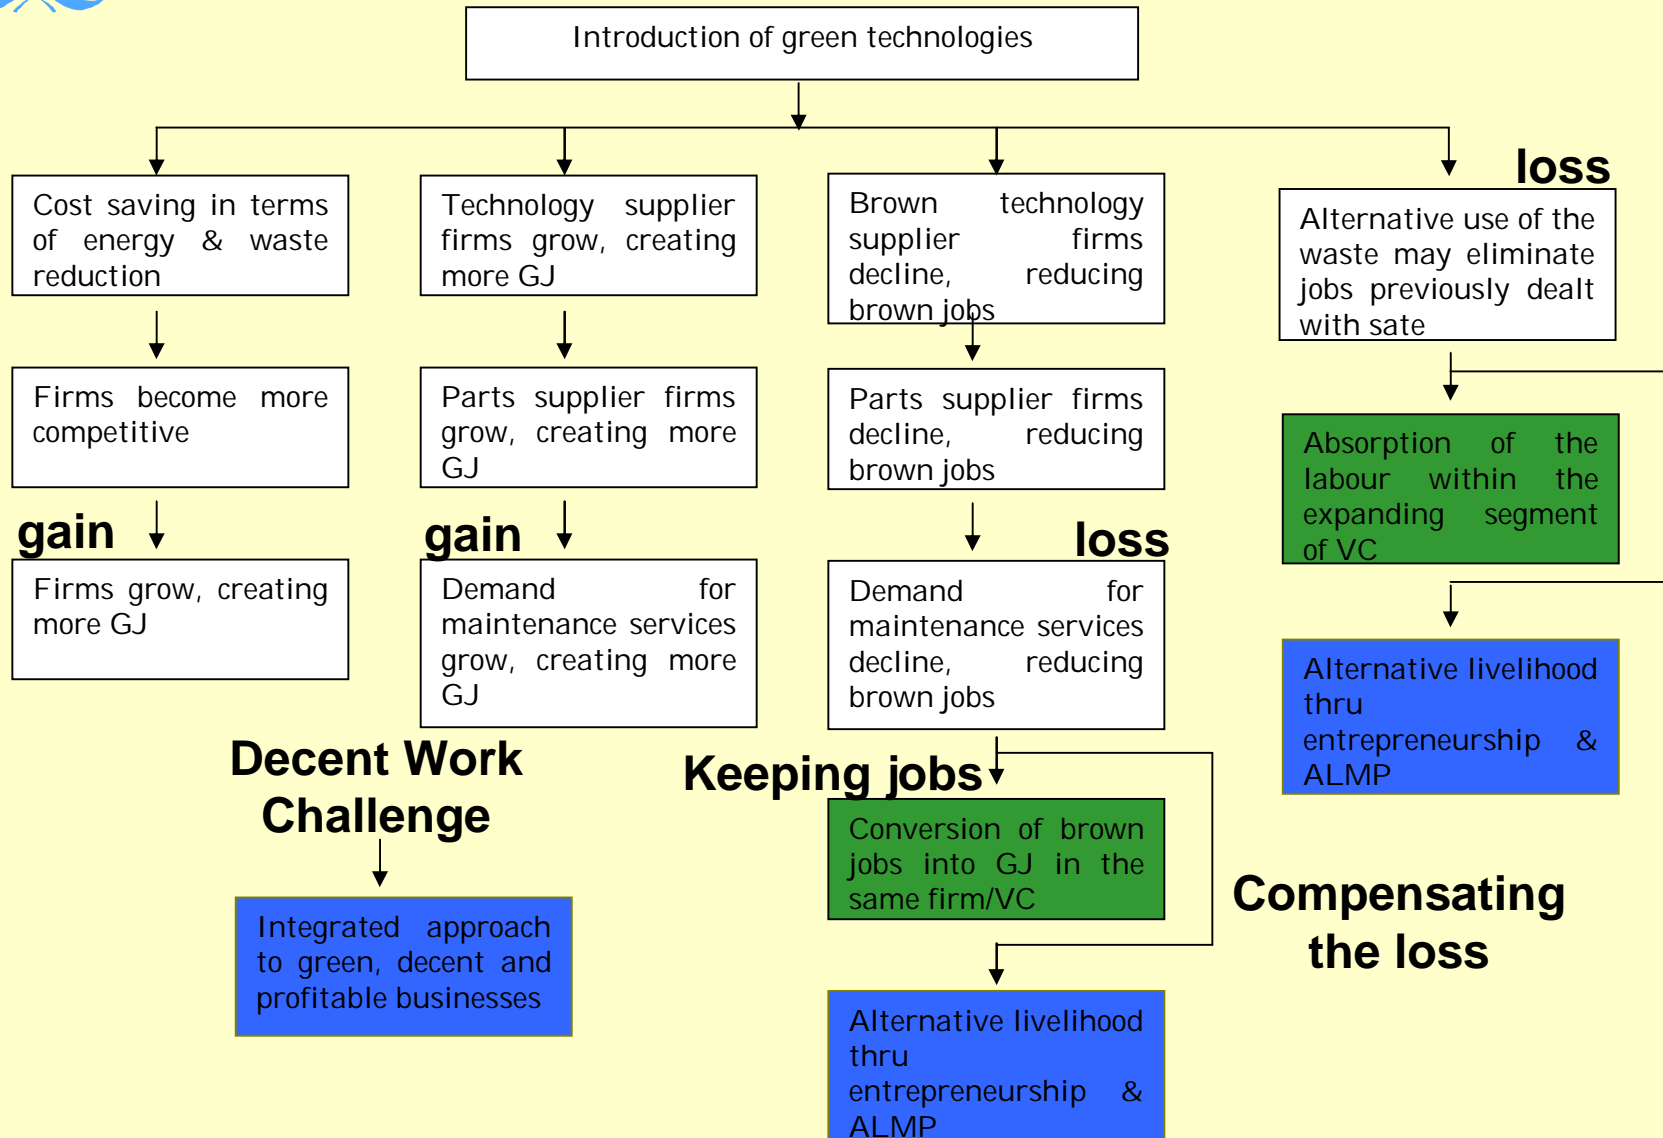 Introduction of green technologies
loss
Cost saving in terms
of energy & waste
reduction
Technology supplier
firms grow, creating
more GJ
Brown technology
supplier firms
decline, reducing
brown jobs
Alternative use of the
waste may eliminate
jobs previously dealt
with sate
Firms become more
competitive
Parts supplier firms
grow, creating more
GJ
Parts supplier firms
decline, reducing
brown jobs
Absorption of the
labour within the
expanding segment
of VC
gain
gain
loss
Firms grow, creating
more GJ
Demand for
maintenance services
grow, creating more
GJ
Demand for
maintenance services
decline, reducing
brown jobs
Alternative livelihood
thru
entrepreneurship &
ALMP
Decent Work
Challenge
Keeping jobs
Conversion of brown
jobs into GJ in the
same firm/VC
Compensating
the loss
Integrated approach
to green, decent and
profitable businesses
Alternative livelihood
thru
entrepreneurship &
ALMP